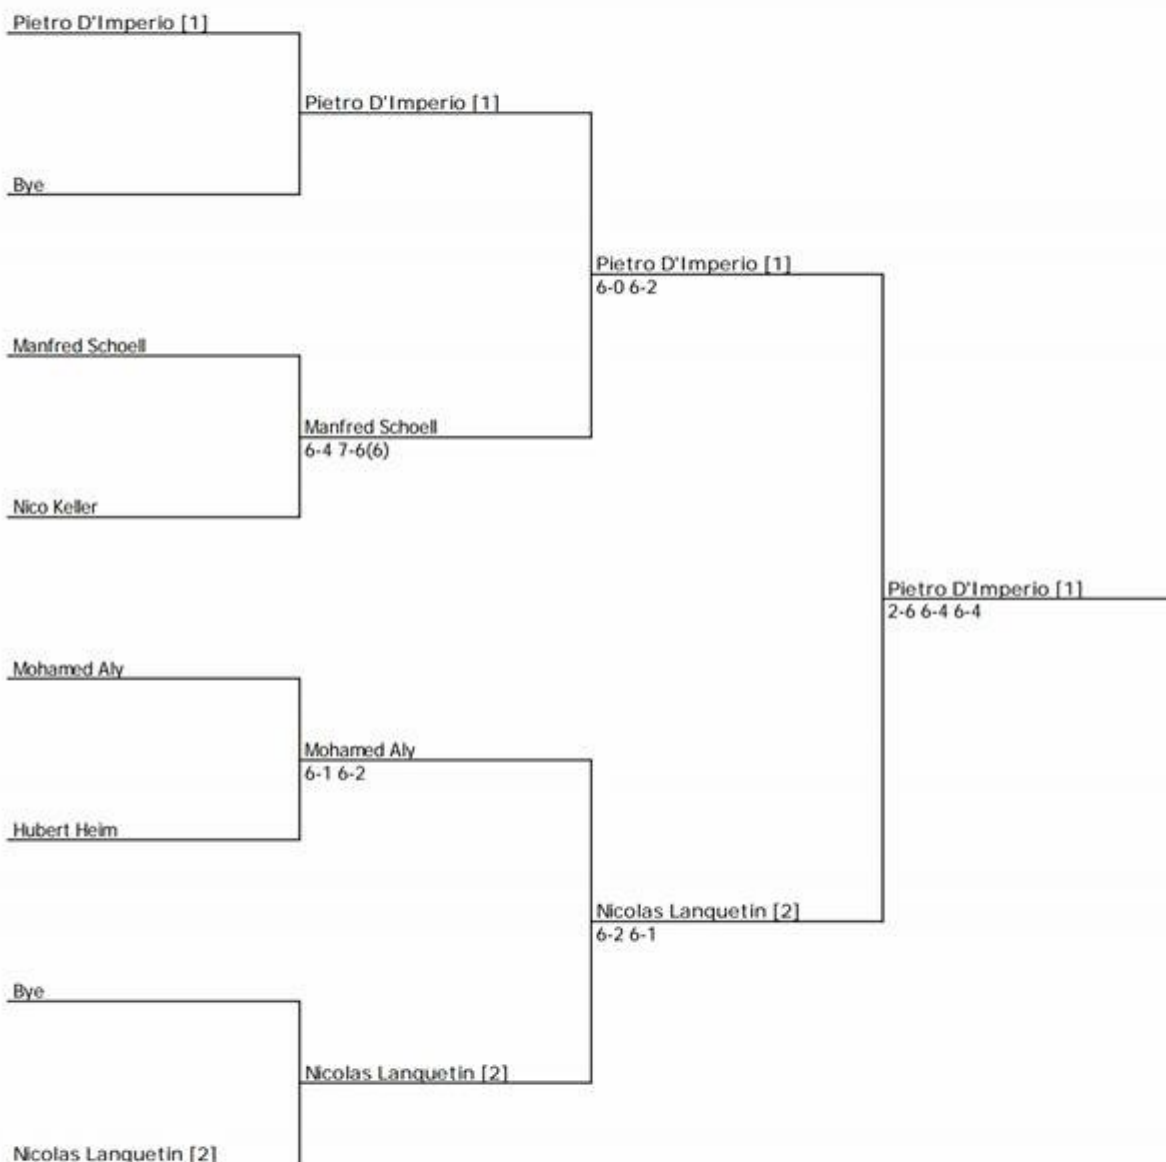 Pietro D'Imperio [1]
Pietro D'Imperio [1]
Bye
Pietro D'Imperio [1]
6-0 6-2
Manfred Schoell
Manfred Schoell
6-4 7-6(6)
Nico Keller
Pietro D'Imperio [1]
2-6 6-4 6-4
Mohamed Aly
Mohamed Aly
6-1 6-2
Hubert Heim
Nicolas Lanquetin [2]
6-2 6-1
Bye
Nicolas Lanquetin [2]
Nicolas Lanquetin [2]